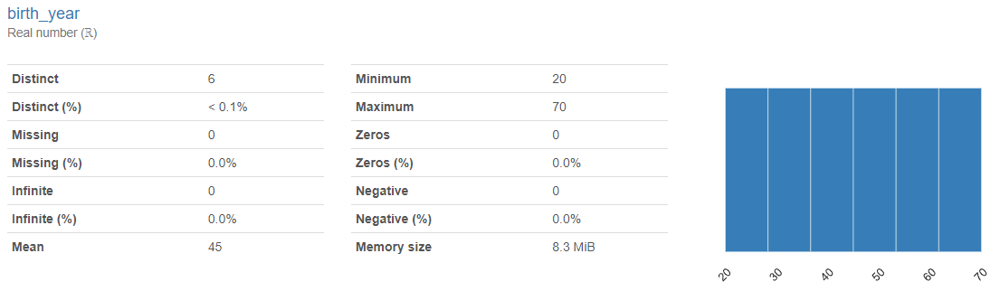 birth_year
Real number (ℝ)
Distinct 6
Distinct (%) < 0.1%
Missing 0
Missing (%) 0.0%
Infinite 0
Infinite (%) 0.0%
Mean 45
Minimum 20
Maximum 70
Zeros 0
Zeros (%) 0.0%
Negative 0
Negative (%) 0.0%
Memory size 8.3 MiB
20 30 40 50 60 70